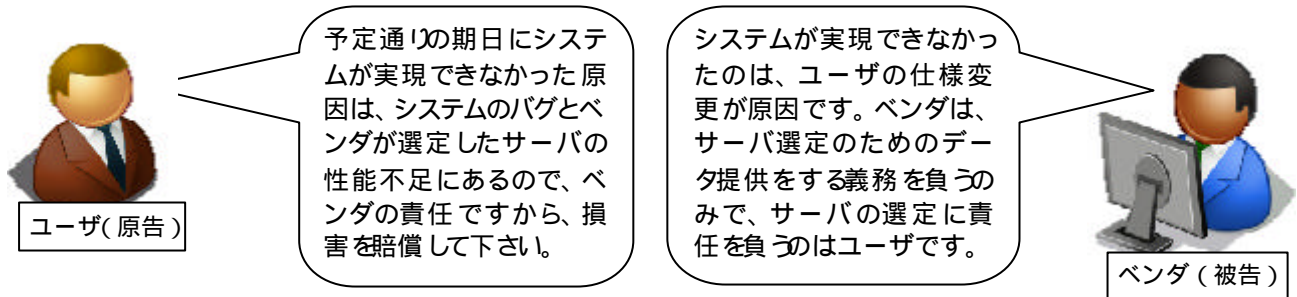 予定通りの期日にシステ
ムが実現できなかった原
因は、システムのバグとベ
ンダが選定したサーバの
性能不足にあるので、ベ
ンダの責任ですから、損
害を賠償して下さい。
ユーザ(原告)
システムが実現できなかっ
たのは、ユーザの仕様変
更が原因です。ベンダは、
サーバ選定のためのデー
タ提供をする義務を負うの
みで、サーバの選定に責
任を負うのはユーザです。
ベンダ(被告)